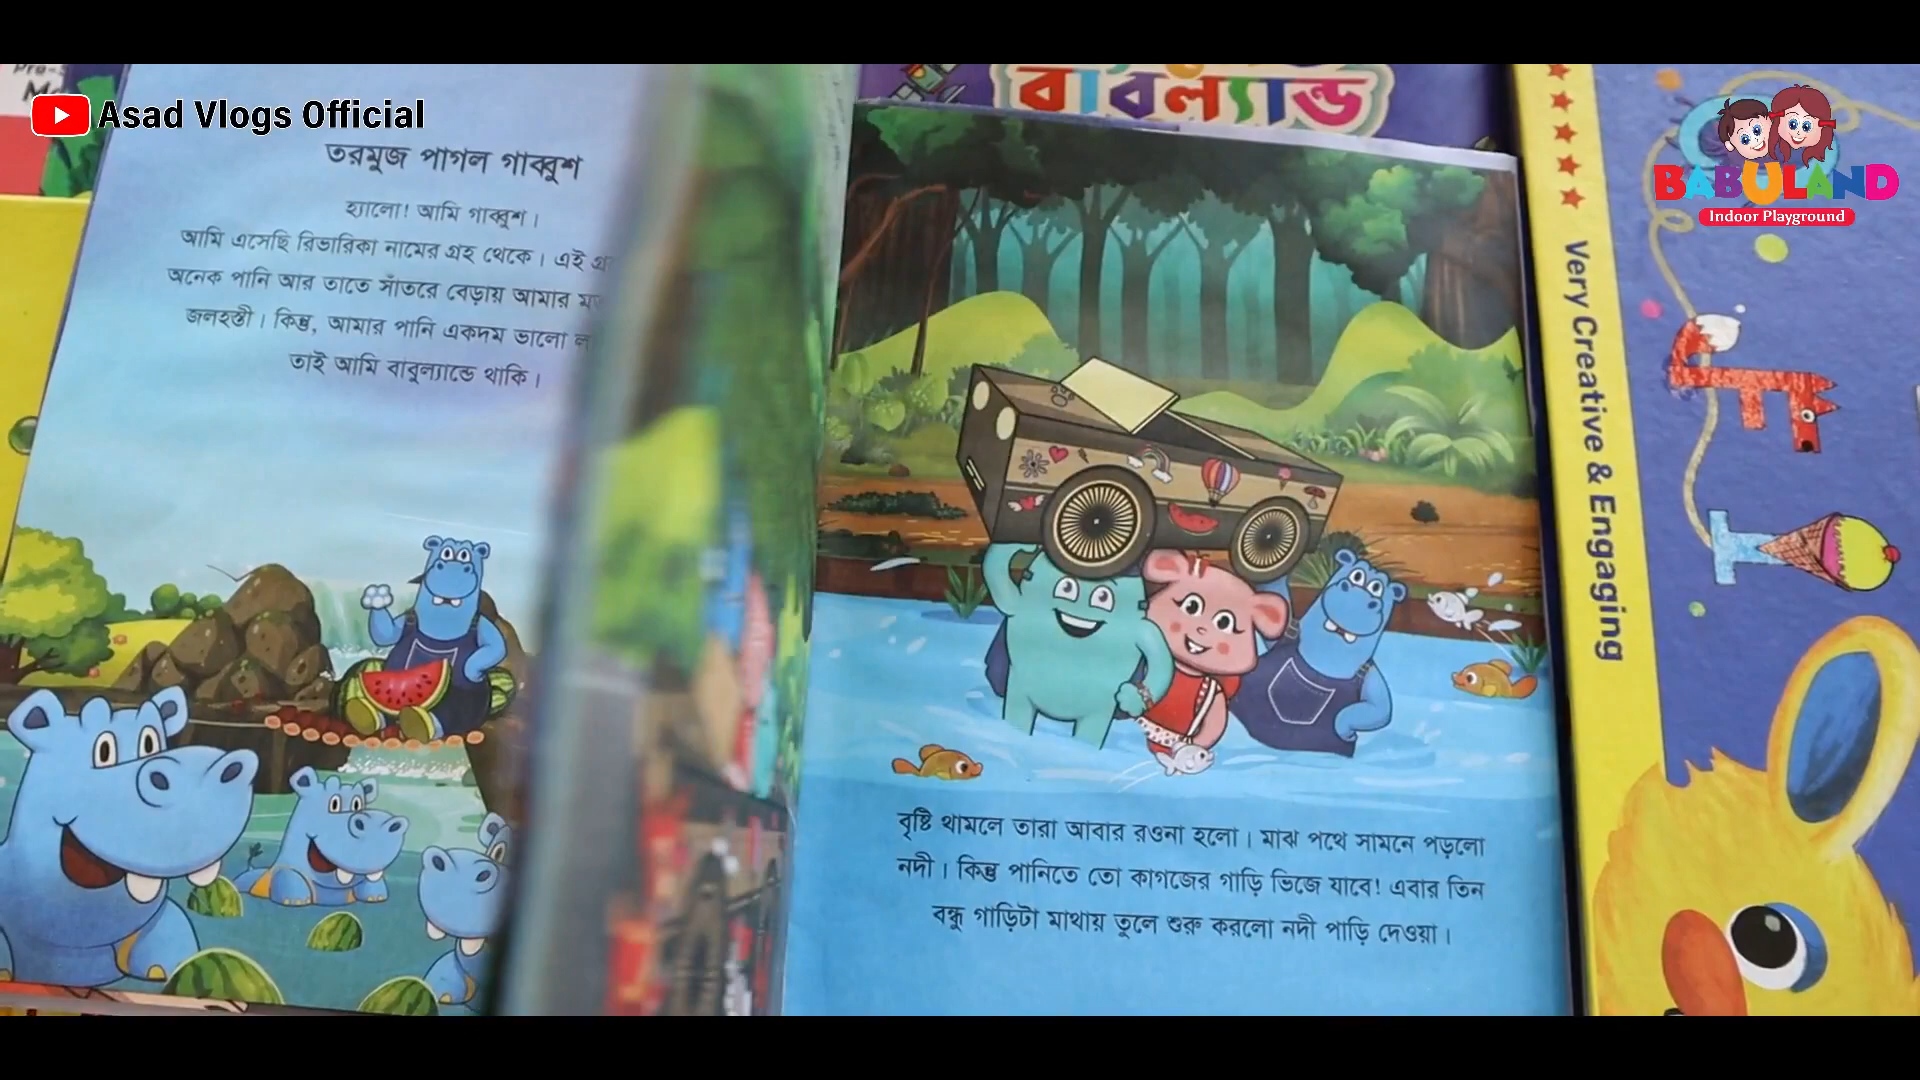 Asad Vlogs Official
তরমুজ পাগল গাব্বুশ
হ্যালো! আমি গাব্বুশ।
আমি এসেছি রিভারিকা নামের গ্রহ থেকে। এই
অনেক পানি আর তাতে সাঁতরে বেড়ায় আমার
জলহস্তী। কিন্তু, আমার পানি একদম ভালো
তাই আমি বাবুল্যান্ডে থাকি।
বাবুল্যান্ড
বৃষ্টি থামলে তারা আবার রওনা হলো। মাঝ পথে সামনে পড়লো
নদী। কিন্তু পানিতে তো কাগজের গাড়ি ভিজে যাবে! এবার তিন
বন্ধু গাড়িটা মাথায় তুলে শুরু করলো নদী পাড়ি দেওয়া।
Very Creative & Engaging
BABULAND
Indoor Playground